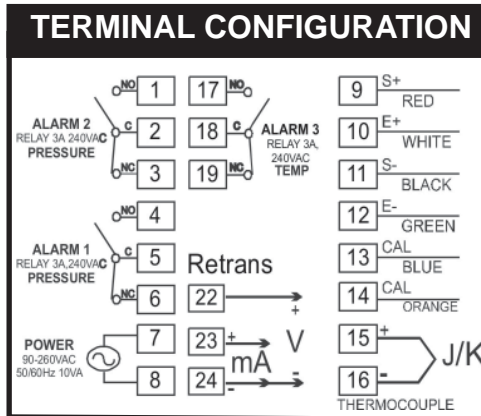 TERMINAL CONFIGURATION
NO 1
ALARM 2
RELAY 3A 240VAC
PRESSURE
C 2
NC 3
17 NO
18 C
19 NC
ALARM 3
RELAY 3A,
240VAC
TEMP
NO 4
ALARM 1
RELAY 3A,240VAC
PRESSURE
C 5
NC 6
Retrans
22 +
23 + V
mA
24 - -
POWER
90-260VAC
50/60Hz 10VA
7
8
9 S+ RED
10 E+ WHITE
11 S- BLACK
12 E- GREEN
13 CAL BLUE
14 CAL ORANGE
15 +
J/K
16 -
THERMOCOUPLE